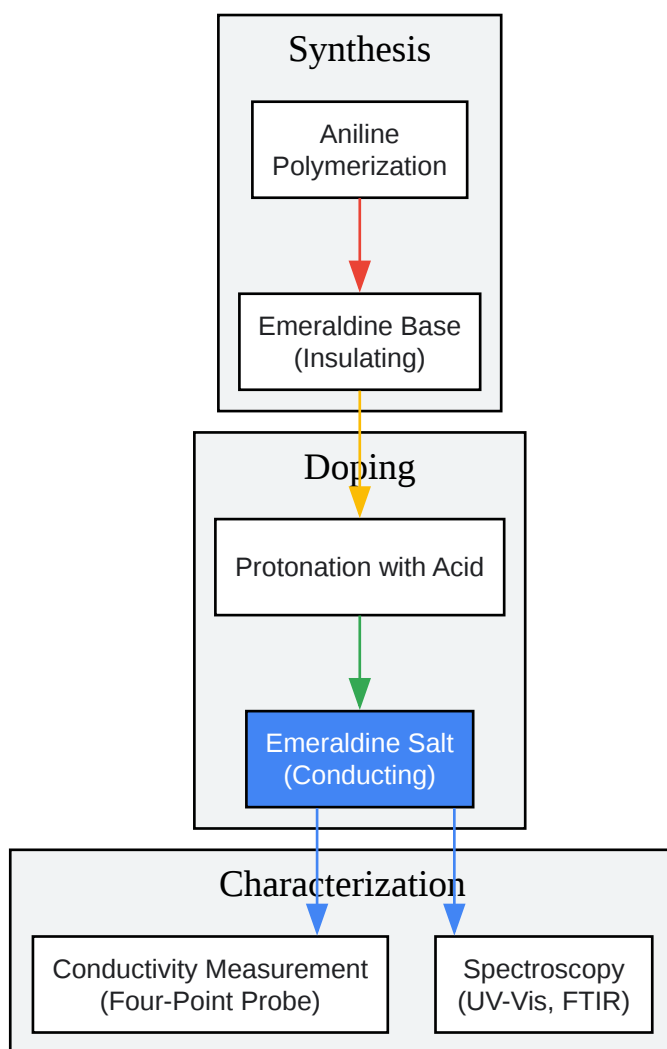 Synthesis
Aniline
Polymerization
Emeraldine Base
(Insulating)
Doping
Protonation with Acid
Emeraldine Salt
(Conducting)
Characterization
Conductivity Measurement
(Four-Point Probe)
Spectroscopy
(UV-Vis, FTIR)